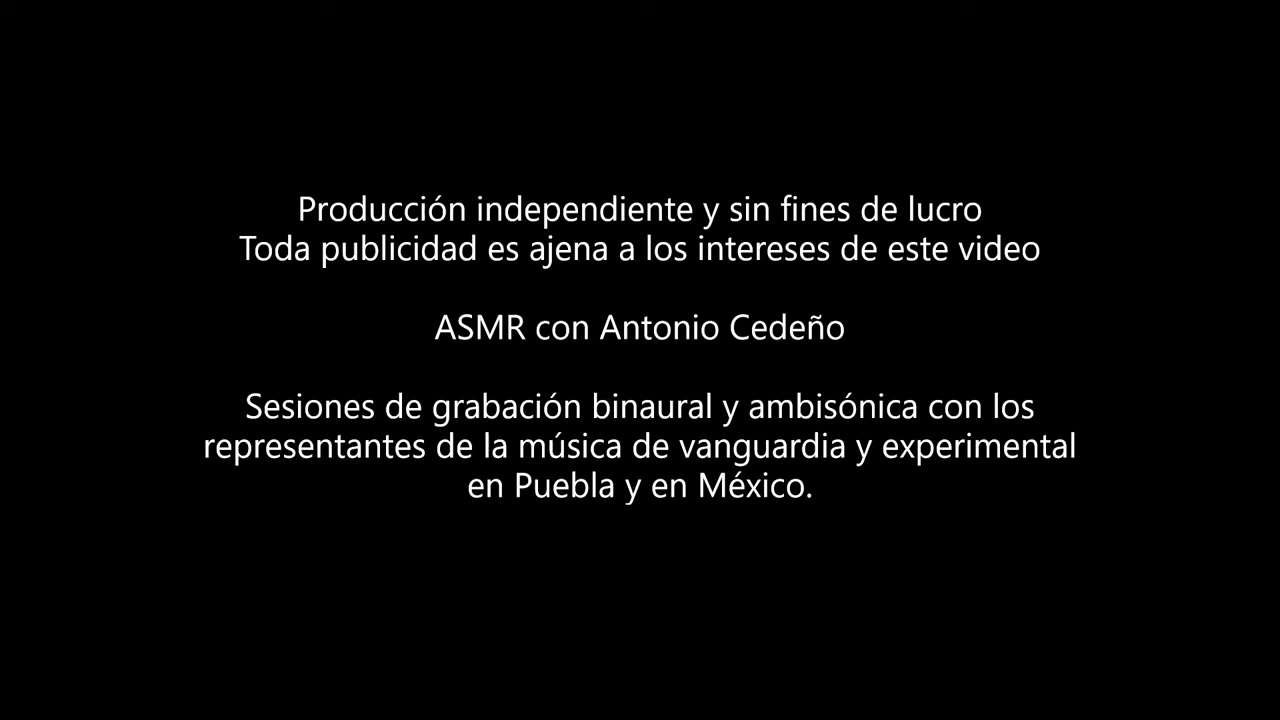 Producción independiente y sin fines de lucro
Toda publicidad es ajena a los intereses de este video
ASMR con Antonio Cedeño
Sesiones de grabación binaural y ambisónica con los
representantes de la música de vanguardia y experimental
en Puebla y en México.